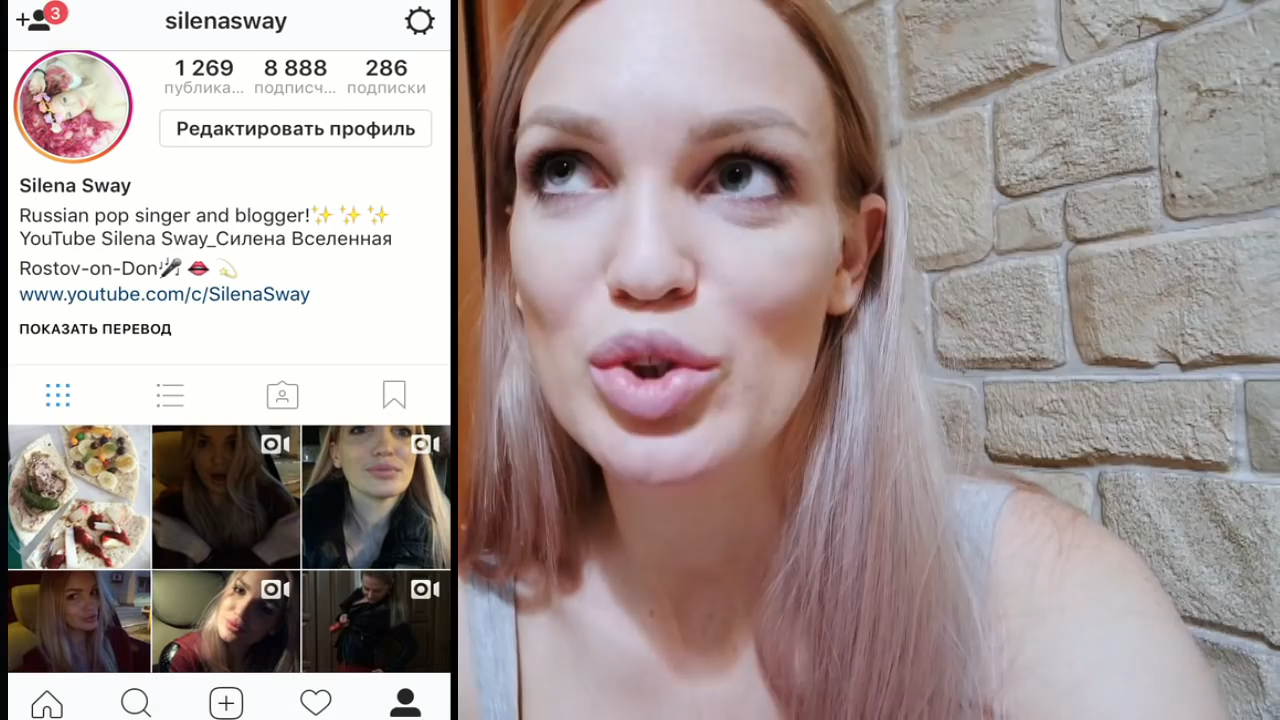 3
silenasway
1 269 8 888 286
публика... подписч... подписки
Редактировать профиль
Silena Sway
Russian pop singer and blogger!✨✨✨
YouTube Silena Sway_Силена Вселенная
Rostov-on-Don🎤👄💫
www.youtube.com/c/SilenaSway
ПОКАЗАТЬ ПЕРЕВОД